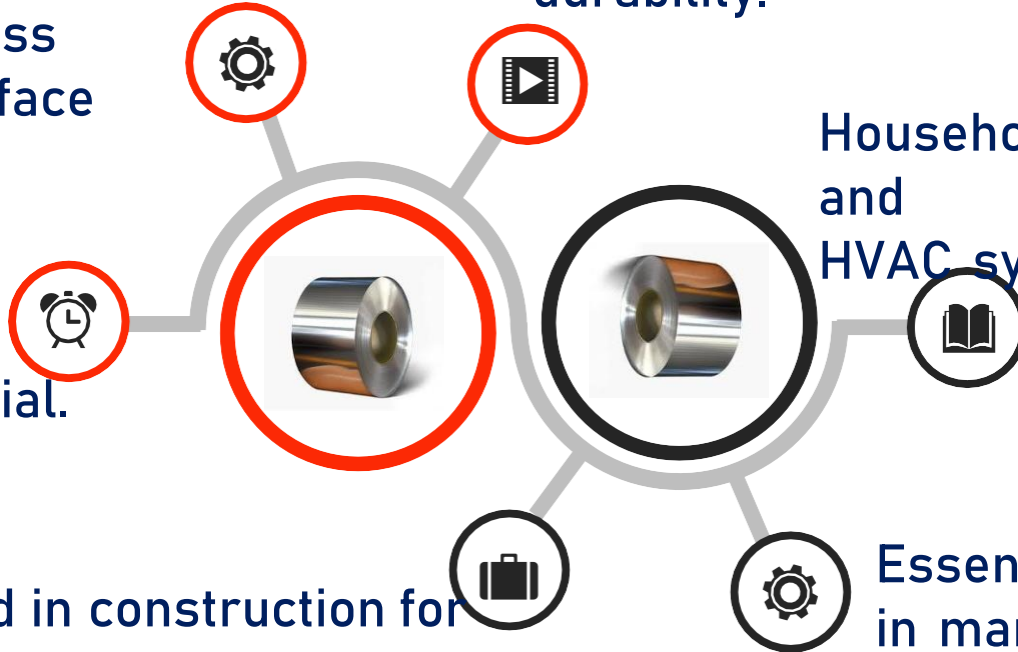 durability.
ss
face
Househo
and
HVAC sy
ial.
d in construction for
Essen
in mar